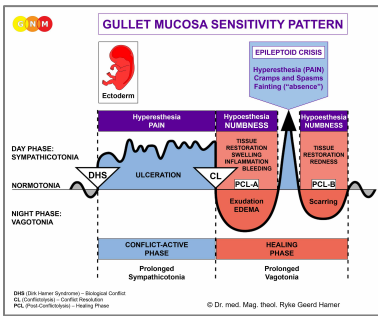 GNM
GULLET MUCOSA SENSITIVITY PATTERN
EPILEPTOID CRISIS
Hyperesthesia (PAIN)
Cramps and Spasms
Fainting ("absence")
Ectoderm
Hyperesthesia
PAIN
Hypoesthesia
NUMBNESS
Hypoesthesia
NUMBNESS
DAY PHASE:
SYMPATHICOTONIA
TISSUE
RESTORATION
SWELLING
INFLAMMATION
BLEEDING
TISSUE
RESTORATION
REDNESS
DHS
ULCERATION
CL
PCL-A
PCL-B
NORMOTONIA
Exudation
EDEMA
Scarring
NIGHT PHASE:
VAGOTONIA
CONFLICT-ACTIVE
PHASE
HEALING
PHASE
Prolonged
Sympathicotonia
Prolonged
Vagotonia
DHS (Dirk Hamer Syndrome) – Biological Conflict
CL (Conflictolysis) – Conflict Resolution
PCL (Post-Conflictolysis) – Healing Phase
© Dr. med. Mag. theol. Ryke Geerd Hamer